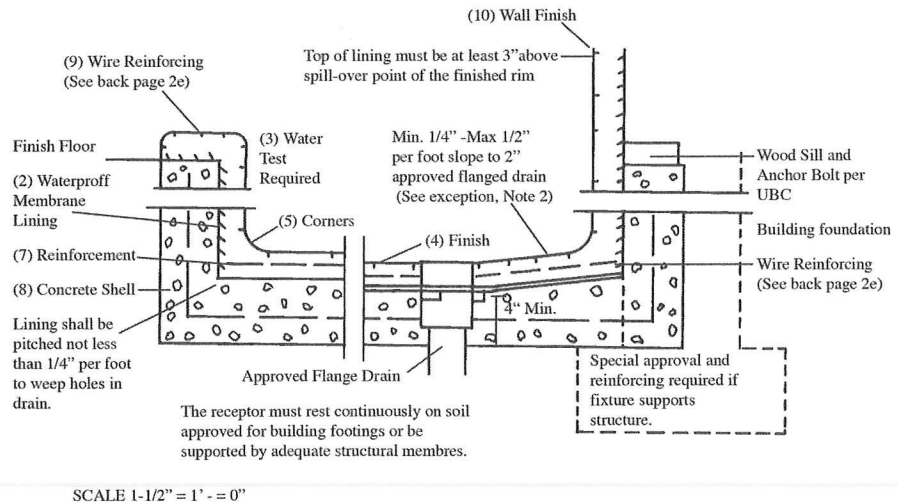 (10) Wall Finish
(9) Wire Reinforcing
(See back page 2e)
Top of lining must be at least 3”above
spill-over point of the finished rim
Finish Floor
(3) Water
Test
Required
Min. 1/4” -Max 1/2”
per foot slope to 2”
approved flanged drain
(See exception, Note 2)
Wood Sill and
Anchor Bolt per
UBC
(2) Waterproff
Membrane
Lining
(5) Corners
Building foundation
(4) Finish
(7) Reinforcement
Wire Reinforcing
(See back page 2e)
(8) Concrete Shell
4“ Min.
Lining shall be
pitched not less
than 1/4” per foot
to weep holes in
drain.
Approved Flange Drain
Special approval and
reinforcing required if
fixture supports
structure.
The receptor must rest continuously on soil
approved for building footings or be
supported by adequate structural membres.
SCALE 1-1/2” = 1’ - = 0”